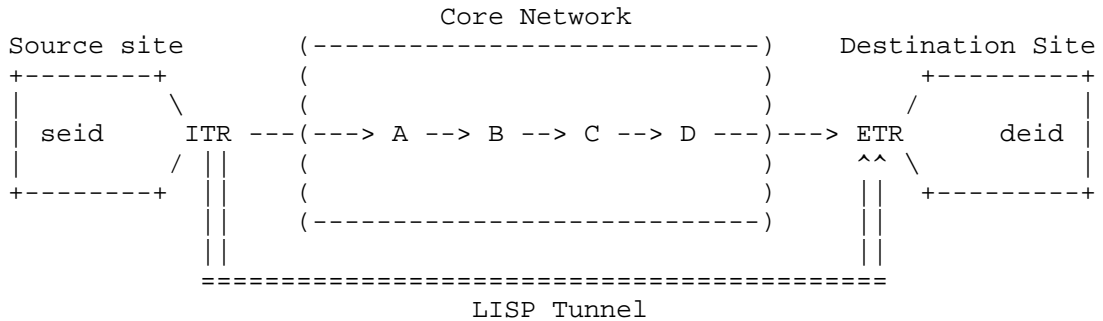 Core Network
Source site       (----------------------------)    Destination Site
+--------+        (                            )         +---------+
|         \       (                            )        /          |
| seid     ITR ---(---> A --> B --> C --> D ---)---> ETR      deid |
|         / ||    (                            )     ^^ \          |
+--------+  ||    (                            )     ||  +---------+
            ||    (----------------------------)     ||
            ||                                       ||
            ===========================================
                             LISP Tunnel